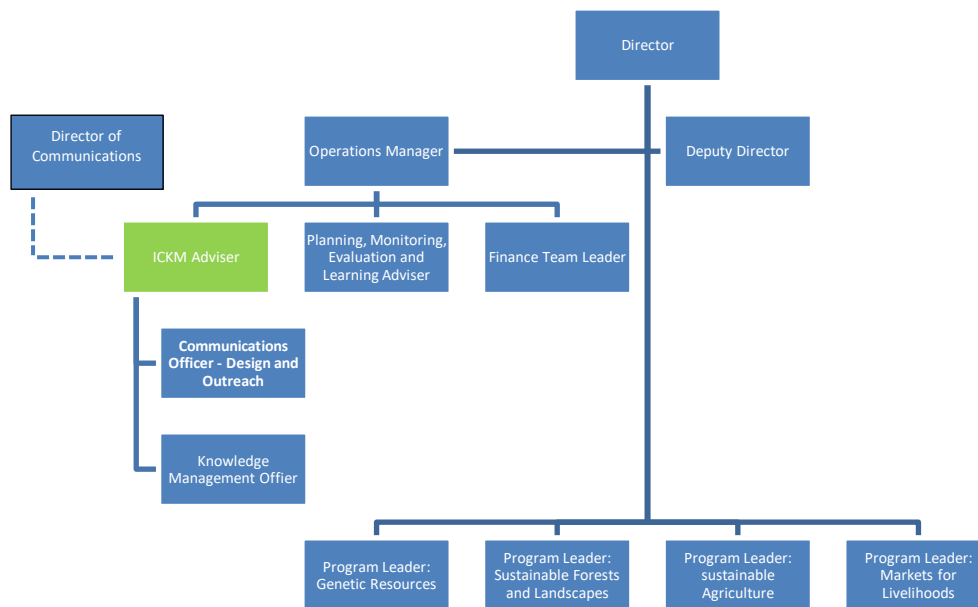 Director
Director of
Communications
Operations Manager
Deputy Director
ICKM Adviser
Planning, Monitoring,
Evaluation and
Learning Adviser
Finance Team Leader
Communications
Officer - Design and
Outreach
Knowledge
Management Offier
Program Leader:
Genetic Resources
Program Leader:
Sustainable Forests
and Landscapes
Program Leader:
sustainable
Agriculture
Program Leader:
Markets for
Livelihoods